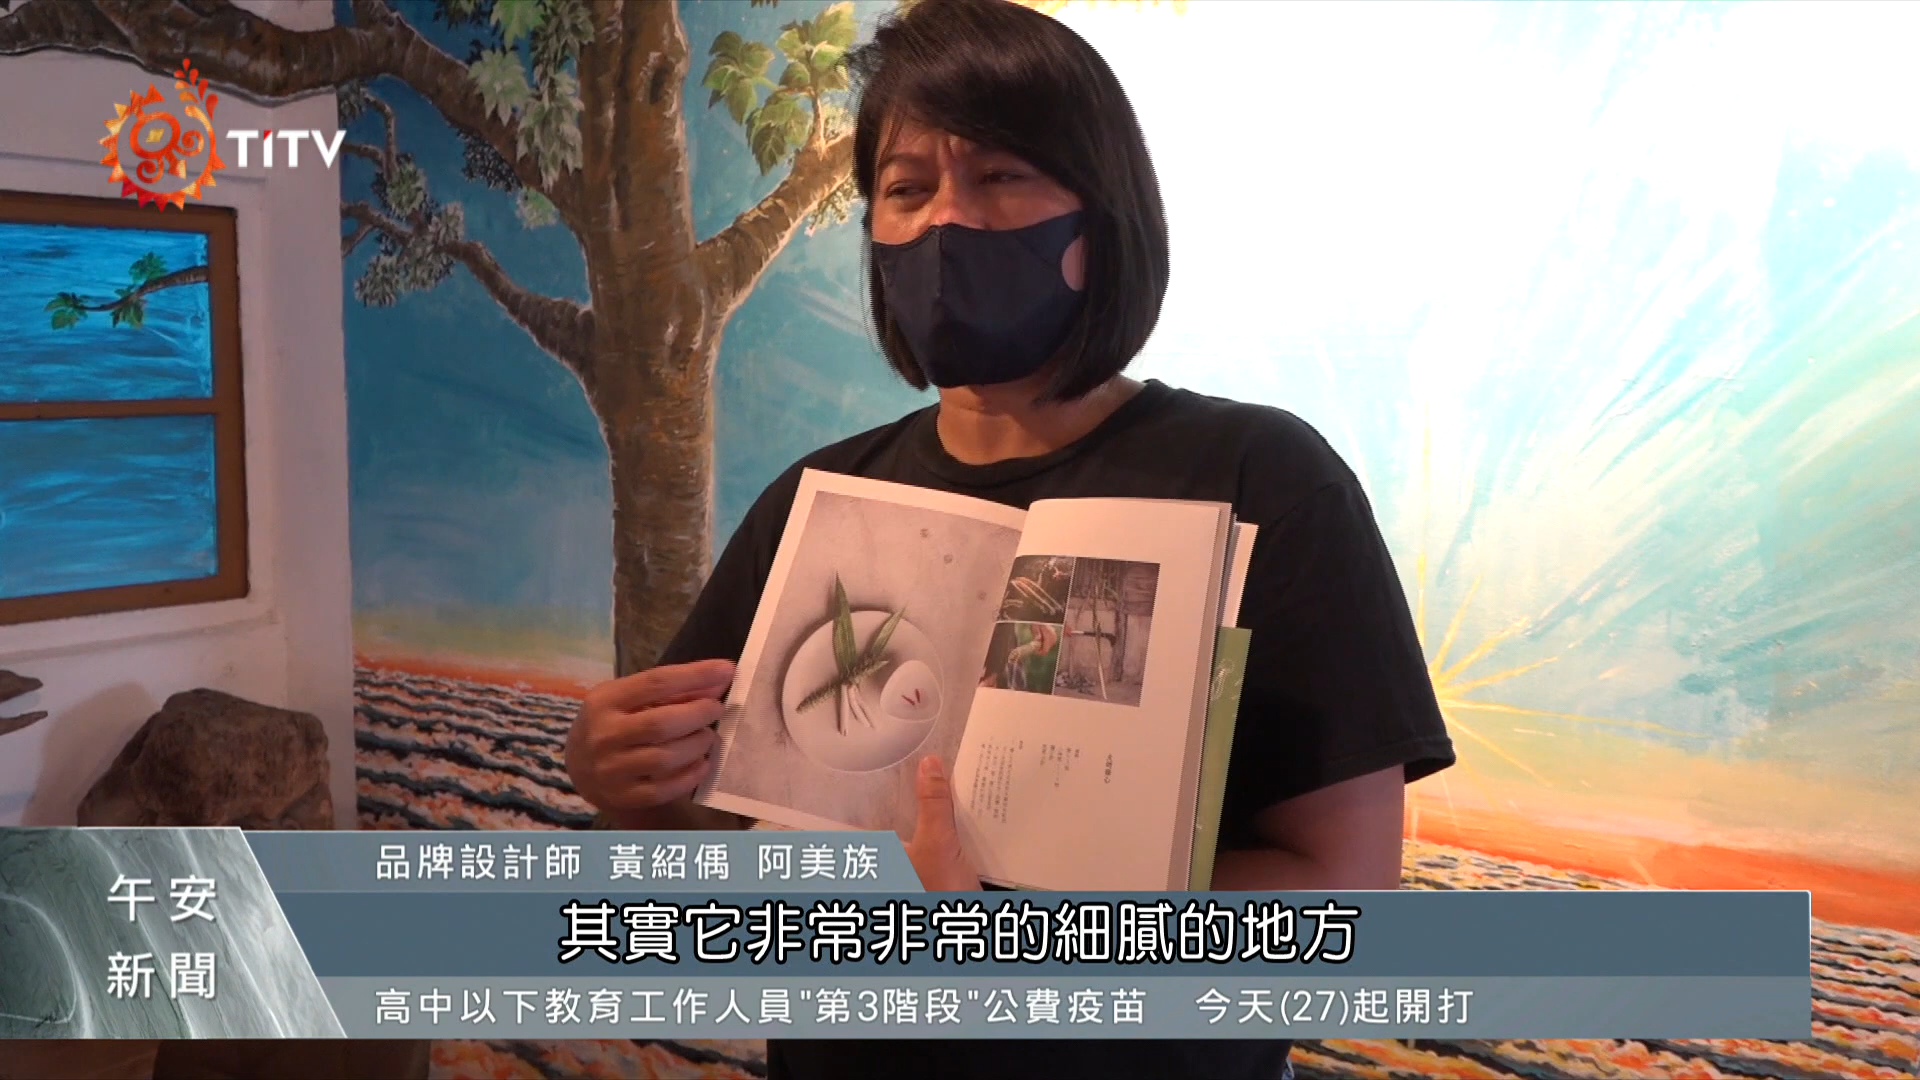 TITV
品牌設計師 黃紹偊 阿美族
午安
新聞
其實它非常非常的細膩的地方
高中以下教育工作人員"第3階段"公費疫苗 今天(27)起開打